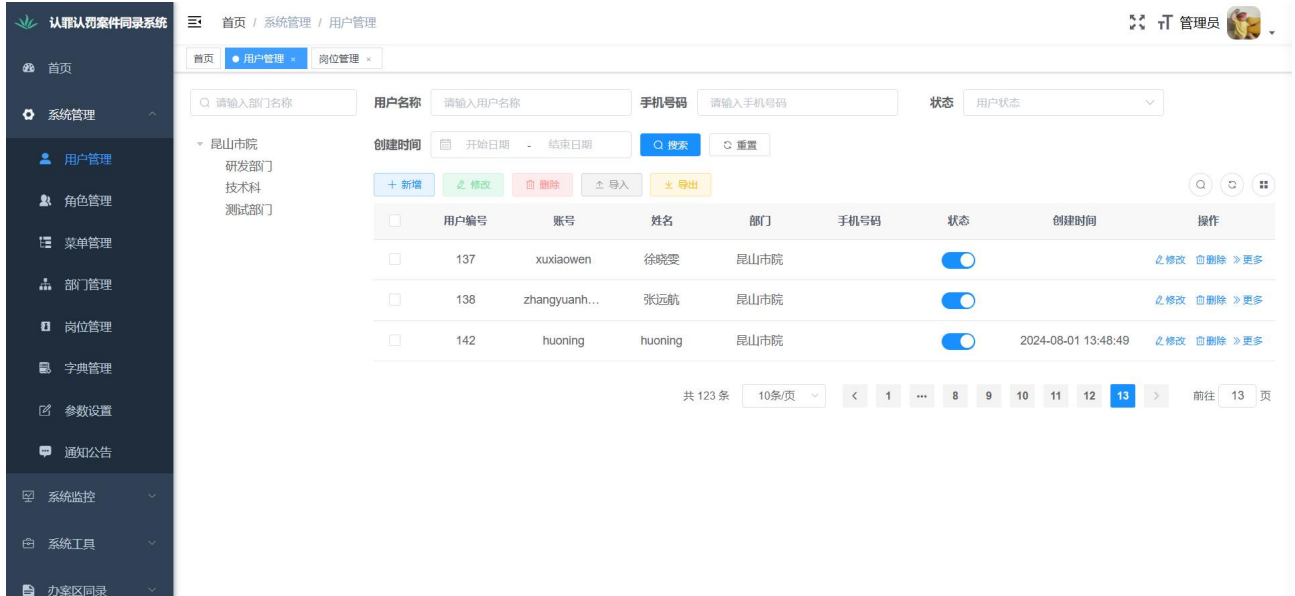 认罪认罚案件同录系统
首页 / 系统管理 / 用户管理
管理员
首页
用户管理 ×
岗位管理 ×
首页
系统管理
用户管理
角色管理
菜单管理
部门管理
岗位管理
字典管理
参数设置
通知公告
系统监控
系统工具
办案区同录
请输入部门名称
昆山市院
研发部门
技术科
测试部门
用户名称 请输入用户名称 手机号码 请输入手机号码 状态 用户状态
创建时间 开始日期 - 结束日期 搜索 重置
+ 新增 修改 删除 导入 导出
用户编号 账号 姓名 部门 手机号码 状态 创建时间 操作
137 xuxiaowen 徐晓雯 昆山市院 修改 删除 更多
138 zhangyuanh... 张远航 昆山市院 修改 删除 更多
142 huoning huoning 昆山市院 2024-08-01 13:48:49 修改 删除 更多
共 123 条 10条/页 < 1 ··· 8 9 10 11 12 13 > 前往 13 页